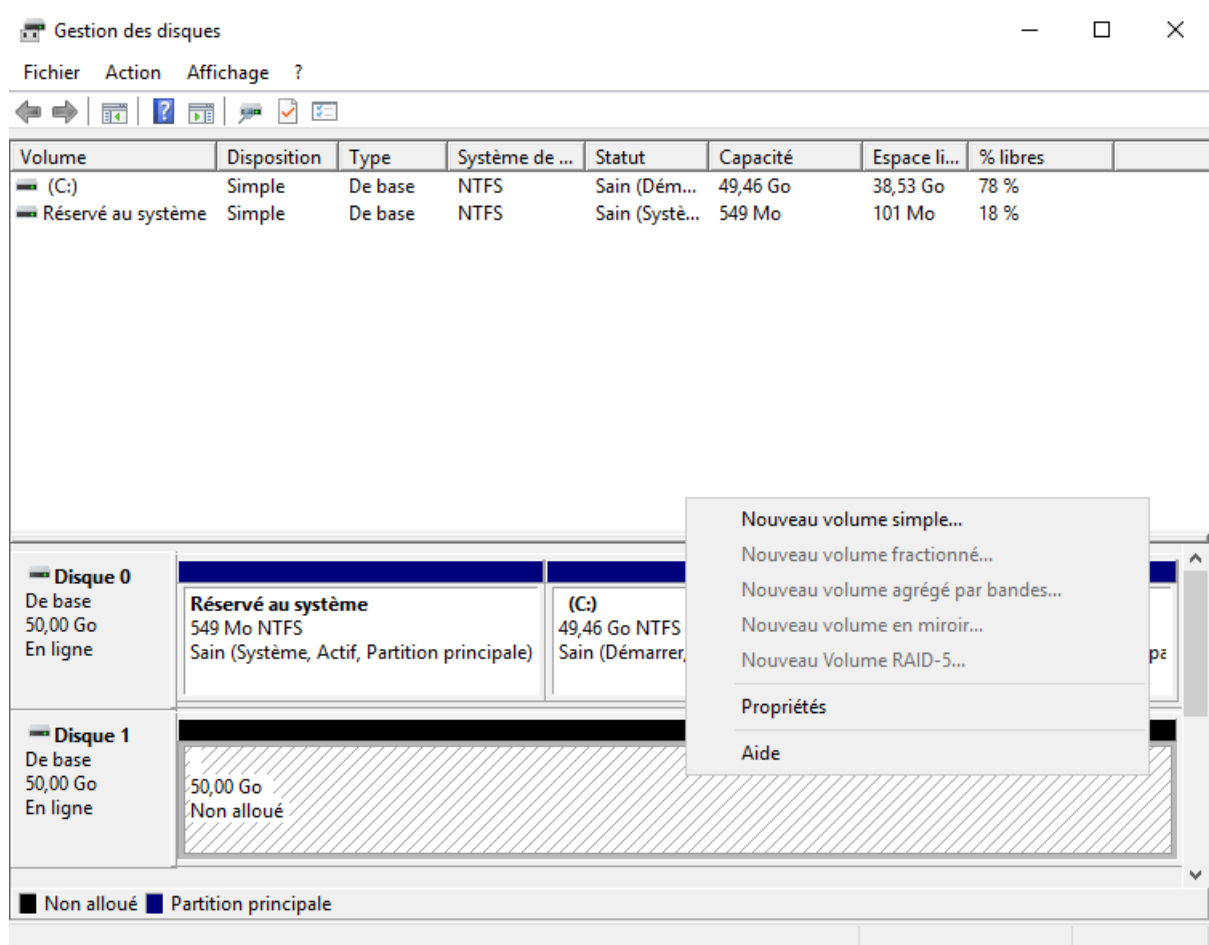 Gestion des disques
Fichier Action Affichage ?
Volume Disposition Type Système de ... Statut Capacité Espace li... % libres
(C:) Simple De base NTFS Sain (Dém... 49,46 Go 38,53 Go 78 %
Réservé au système Simple De base NTFS Sain (Systè... 549 Mo 101 Mo 18 %
Nouveau volume simple...
Nouveau volume fractionné...
Nouveau volume agrégé par bandes...
Nouveau volume en miroir...
Nouveau Volume RAID-5...
Propriétés
Aide
Disque 0
De base
50,00 Go
En ligne
Réservé au système
549 Mo NTFS
Sain (Système, Actif, Partition principale)
(C:)
49,46 Go NTFS
Sain (Démarrer,
Disque 1
De base
50,00 Go
En ligne
50,00 Go
Non alloué
Non alloué Partition principale